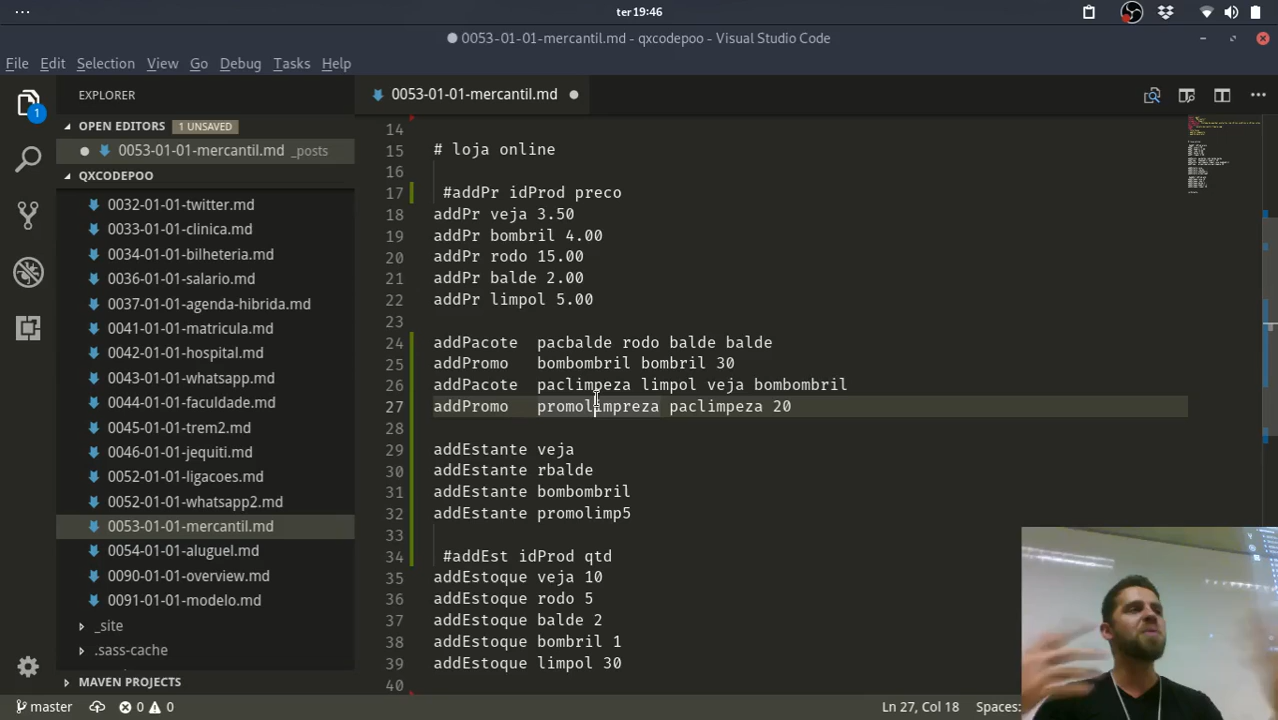 ter 19:46
0053-01-01-mercantil.md - qxcodepoo - Visual Studio Code
File Edit Selection View Go Debug Tasks Help
EXPLORER
0053-01-01-mercantil.md
OPEN EDITORS 1 UNSAVED
0053-01-01-mercantil.md _posts
QXCODEPOO
1
0032-01-01-twitter.md
0033-01-01-clinica.md
0034-01-01-bilheteria.md
0036-01-01-salario.md
0037-01-01-agenda-hibrida.md
0041-01-01-matricula.md
0042-01-01-hospital.md
0043-01-01-whatsapp.md
0044-01-01-faculdade.md
0045-01-01-trem2.md
0046-01-01-jequiti.md
0052-01-01-ligacoes.md
0052-01-01-whatsapp2.md
0053-01-01-mercantil.md
0054-01-01-aluguel.md
0090-01-01-overview.md
0091-01-01-modelo.md
_site
.sass-cache
MAVEN PROJECTS
14
15 # loja online
16
17 #addPr idProd preco
18 addPr veja 3.50
19 addPr bombril 4.00
20 addPr rodo 15.00
21 addPr balde 2.00
22 addPr limpol 5.00
23
24 addPacote pacbalde rodo balde balde
25 addPromo bombombril bombril 30
26 addPacote paclimpeza limpol veja bombombril
27 addPromo promolimpreza paclimpeza 20
28
29 addEstante veja
30 addEstante rbalde
31 addEstante bombombril
32 addEstante promolimp5
33
34 #addEst idProd qtd
35 addEstoque veja 10
36 addEstoque rodo 5
37 addEstoque balde 2
38 addEstoque bombril 1
39 addEstoque limpol 30
40
master 0 0 Ln 27, Col 18 Spaces: